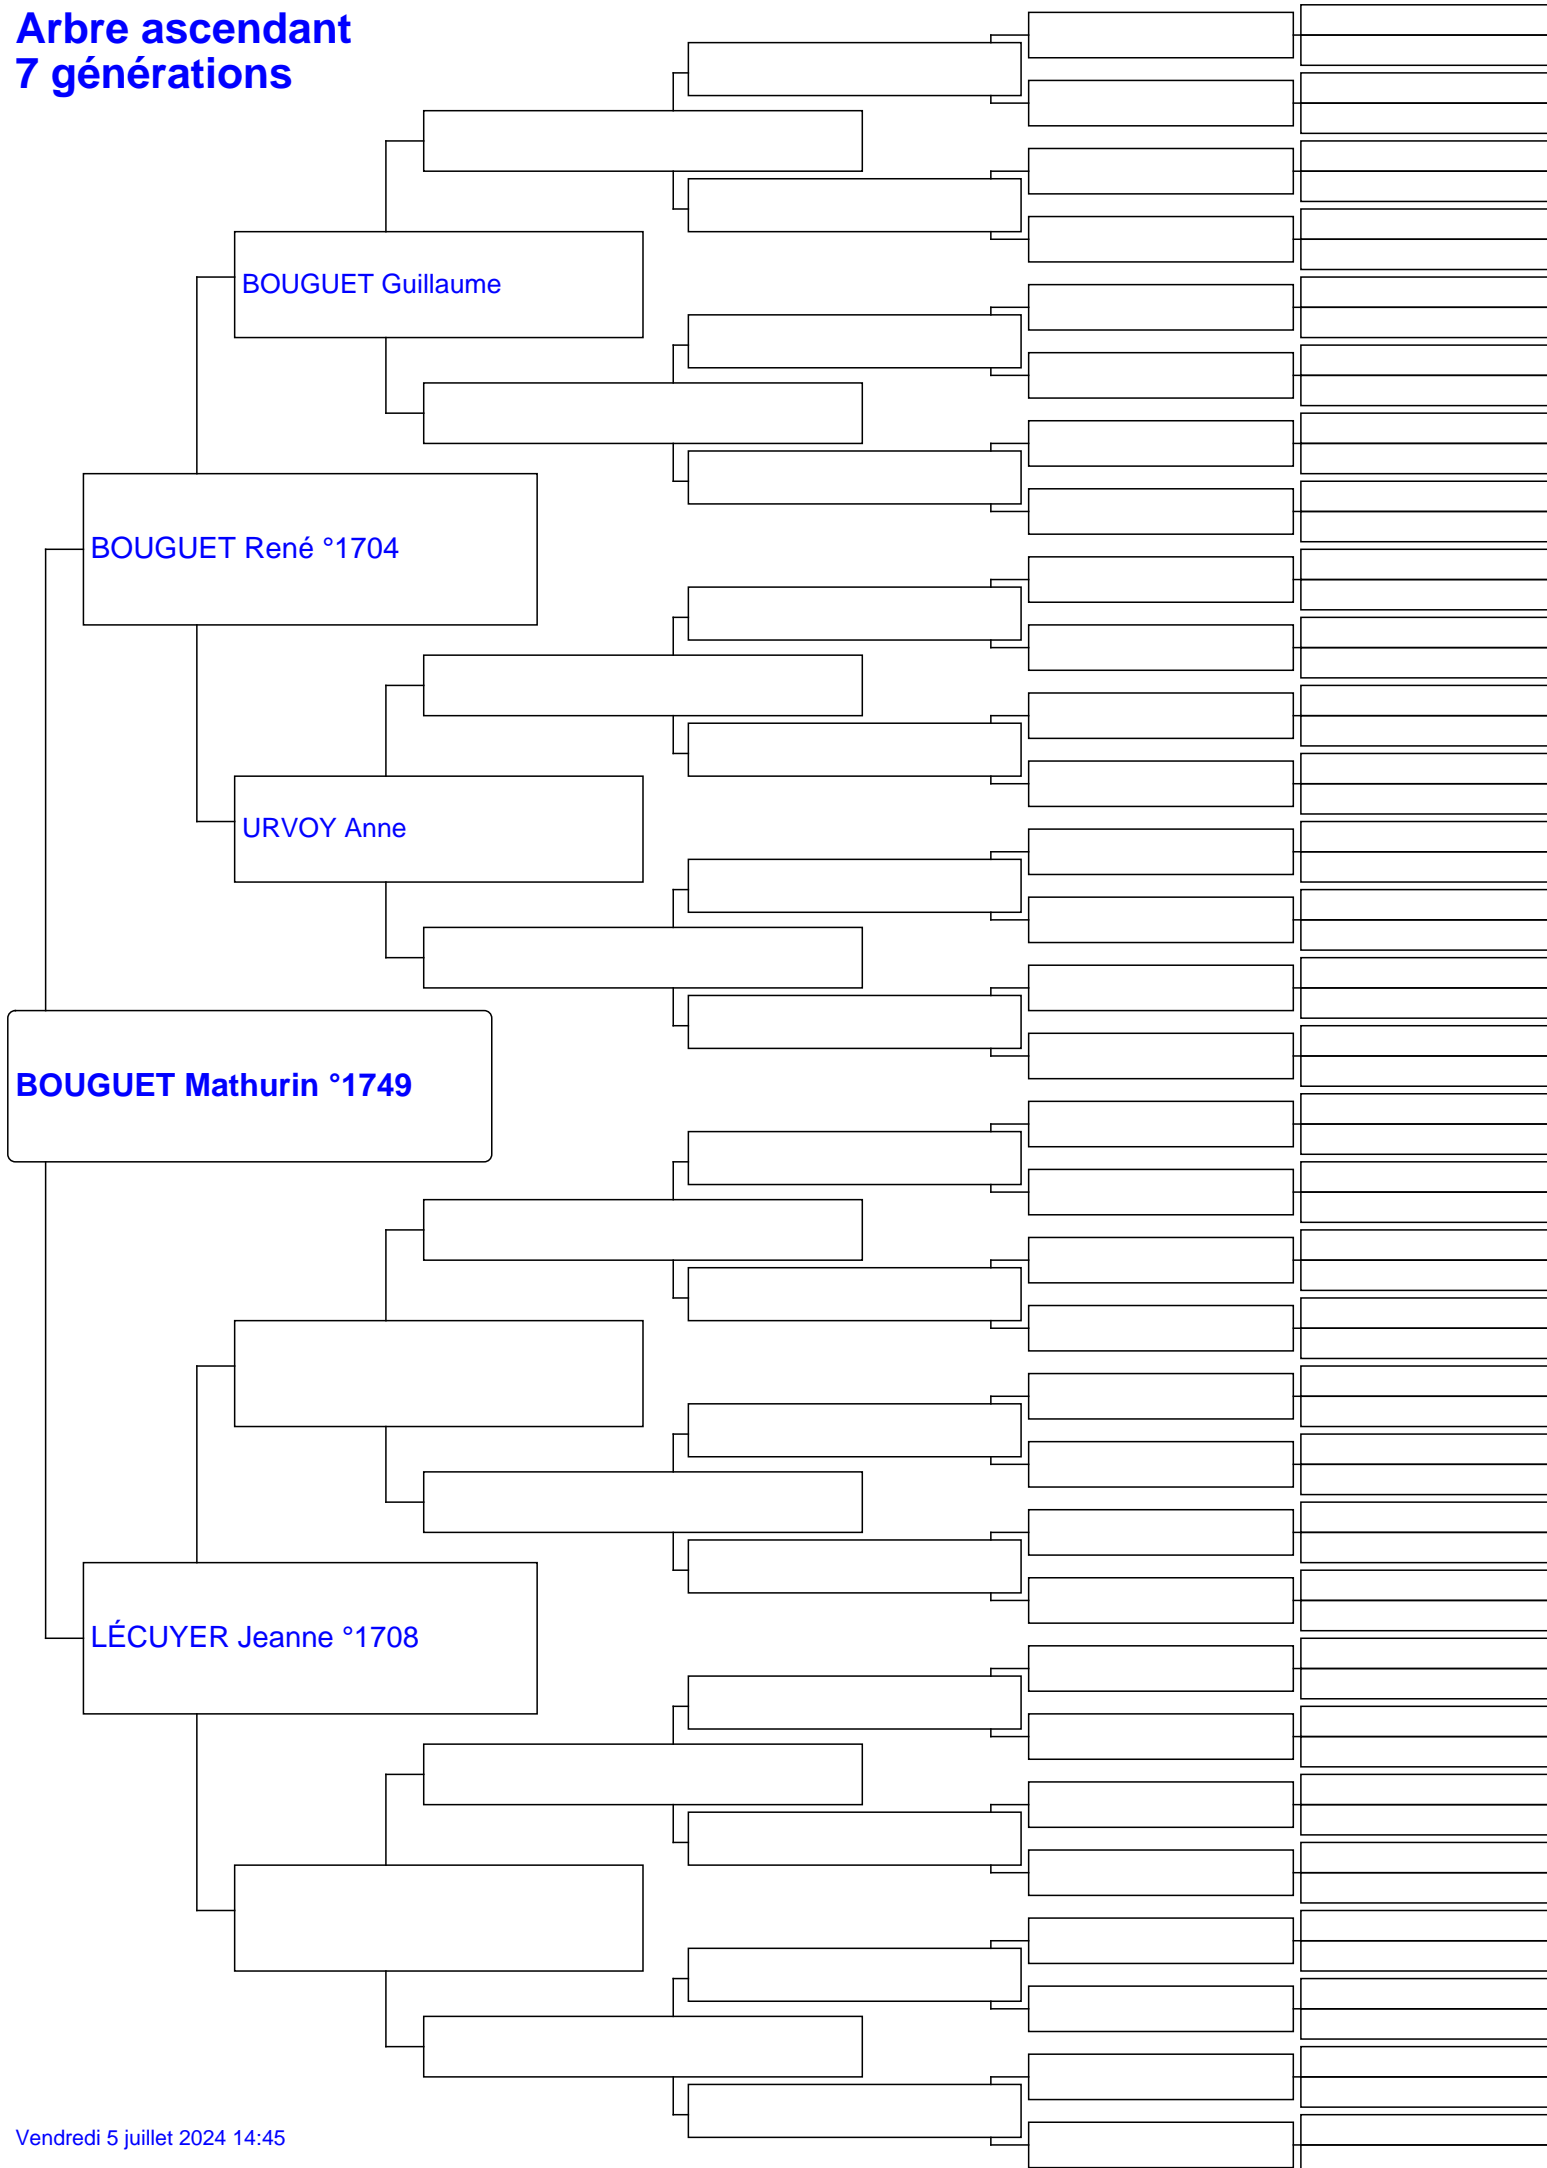 Arbre ascendant
7 générations
BOUGUET Guillaume
BOUGUET René °1704
URVOY Anne
BOUGUET Mathurin °1749
LÉCUYER Jeanne °1708
Vendredi 5 juillet 2024 14:45